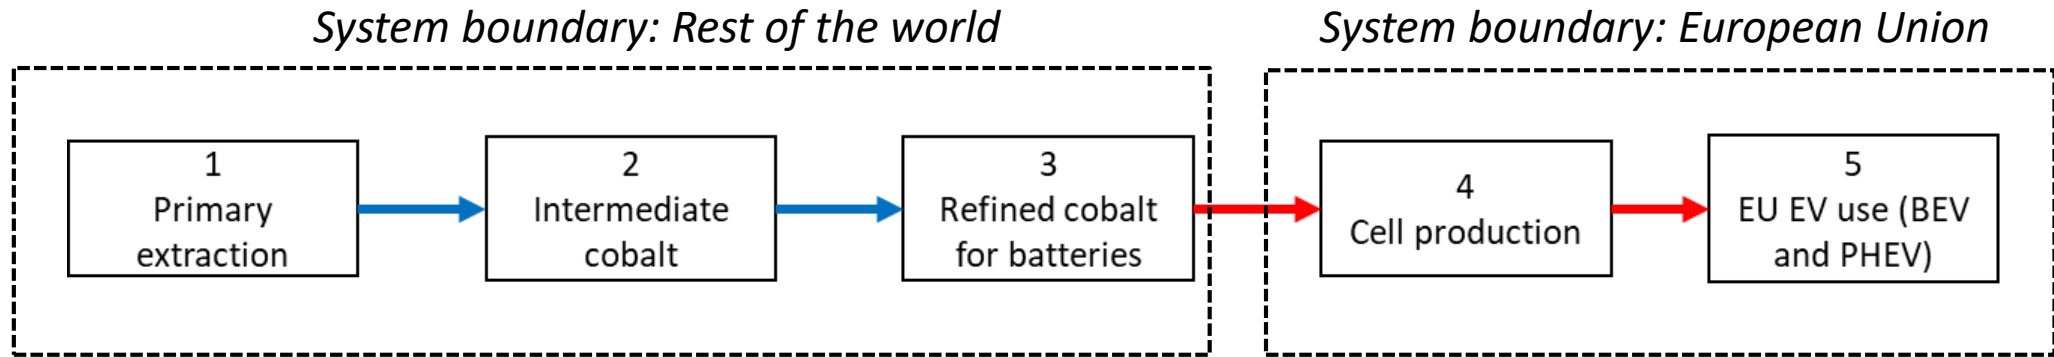 System boundary: Rest of the world
System boundary: European Union
1
Primary
extraction
2
Intermediate
cobalt
3
Refined cobalt
for batteries
4
Cell production
5
EU EV use (BEV
and PHEV)